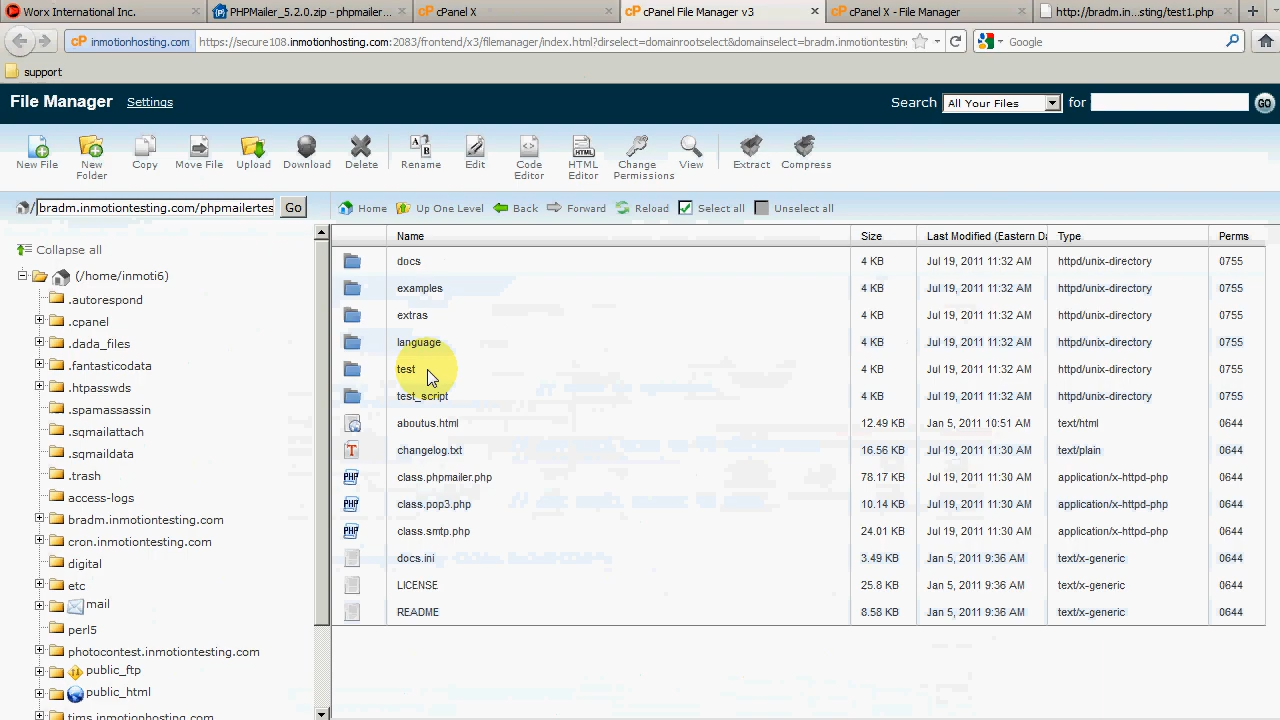 Worx International Inc.
PHPMailer_5.2.0.zip - phpmailer...
cP cPanel X
cP cPanel File Manager v3
cP cPanel X - File Manager
http://bradm.in...sting/test1.php
cP inmotionhosting.com
https://secure108.inmotionhosting.com:2083/frontend/x3/filemanager/index.html?dirselect=domainrootselect&domainselect=bradm.inmotiontesting.
Google
support
File Manager Settings
Search All Your Files for GO
New File
New Folder
Copy
Move File
Upload
Download
Delete
Rename
Edit
Code Editor
HTML Editor
Change Permissions
View
Extract
Compress
/ bradm.inmotiontesting.com/phpmailertes Go
Home Up One Level Back Forward Reload Select all Unselect all
Collapse all
(/home/inmoti6)
.autorespond
.cpanel
.dada_files
.fantasticodata
.htpasswds
.spamassassin
.sqmailattach
.sqmaildata
.trash
access-logs
bradm.inmotiontesting.com
cron.inmotiontesting.com
digital
etc
mail
perl5
photocontest.inmotiontesting.com
public_ftp
public_html
tims.inmotionhosting.com
Name Size Last Modified (Eastern Da Type Perms
docs 4 KB Jul 19, 2011 11:32 AM httpd/unix-directory 0755
examples 4 KB Jul 19, 2011 11:32 AM httpd/unix-directory 0755
extras 4 KB Jul 19, 2011 11:32 AM httpd/unix-directory 0755
language 4 KB Jul 19, 2011 11:32 AM httpd/unix-directory 0755
test 4 KB Jul 19, 2011 11:32 AM httpd/unix-directory 0755
test_script 4 KB Jul 19, 2011 11:32 AM httpd/unix-directory 0755
aboutus.html 12.49 KB Jan 5, 2011 10:51 AM text/html 0644
T changelog.txt 16.56 KB Jan 5, 2011 9:36 AM text/plain 0644
PHP class.phpmailer.php 78.17 KB Jul 19, 2011 11:30 AM application/x-httpd-php 0644
PHP class.pop3.php 10.14 KB Jul 19, 2011 11:30 AM application/x-httpd-php 0644
PHP class.smtp.php 24.01 KB Jul 19, 2011 11:30 AM application/x-httpd-php 0644
docs.ini 3.49 KB Jan 5, 2011 9:36 AM text/x-generic 0644
LICENSE 25.8 KB Jan 5, 2011 9:36 AM text/x-generic 0644
README 8.58 KB Jan 5, 2011 9:36 AM text/x-generic 0644